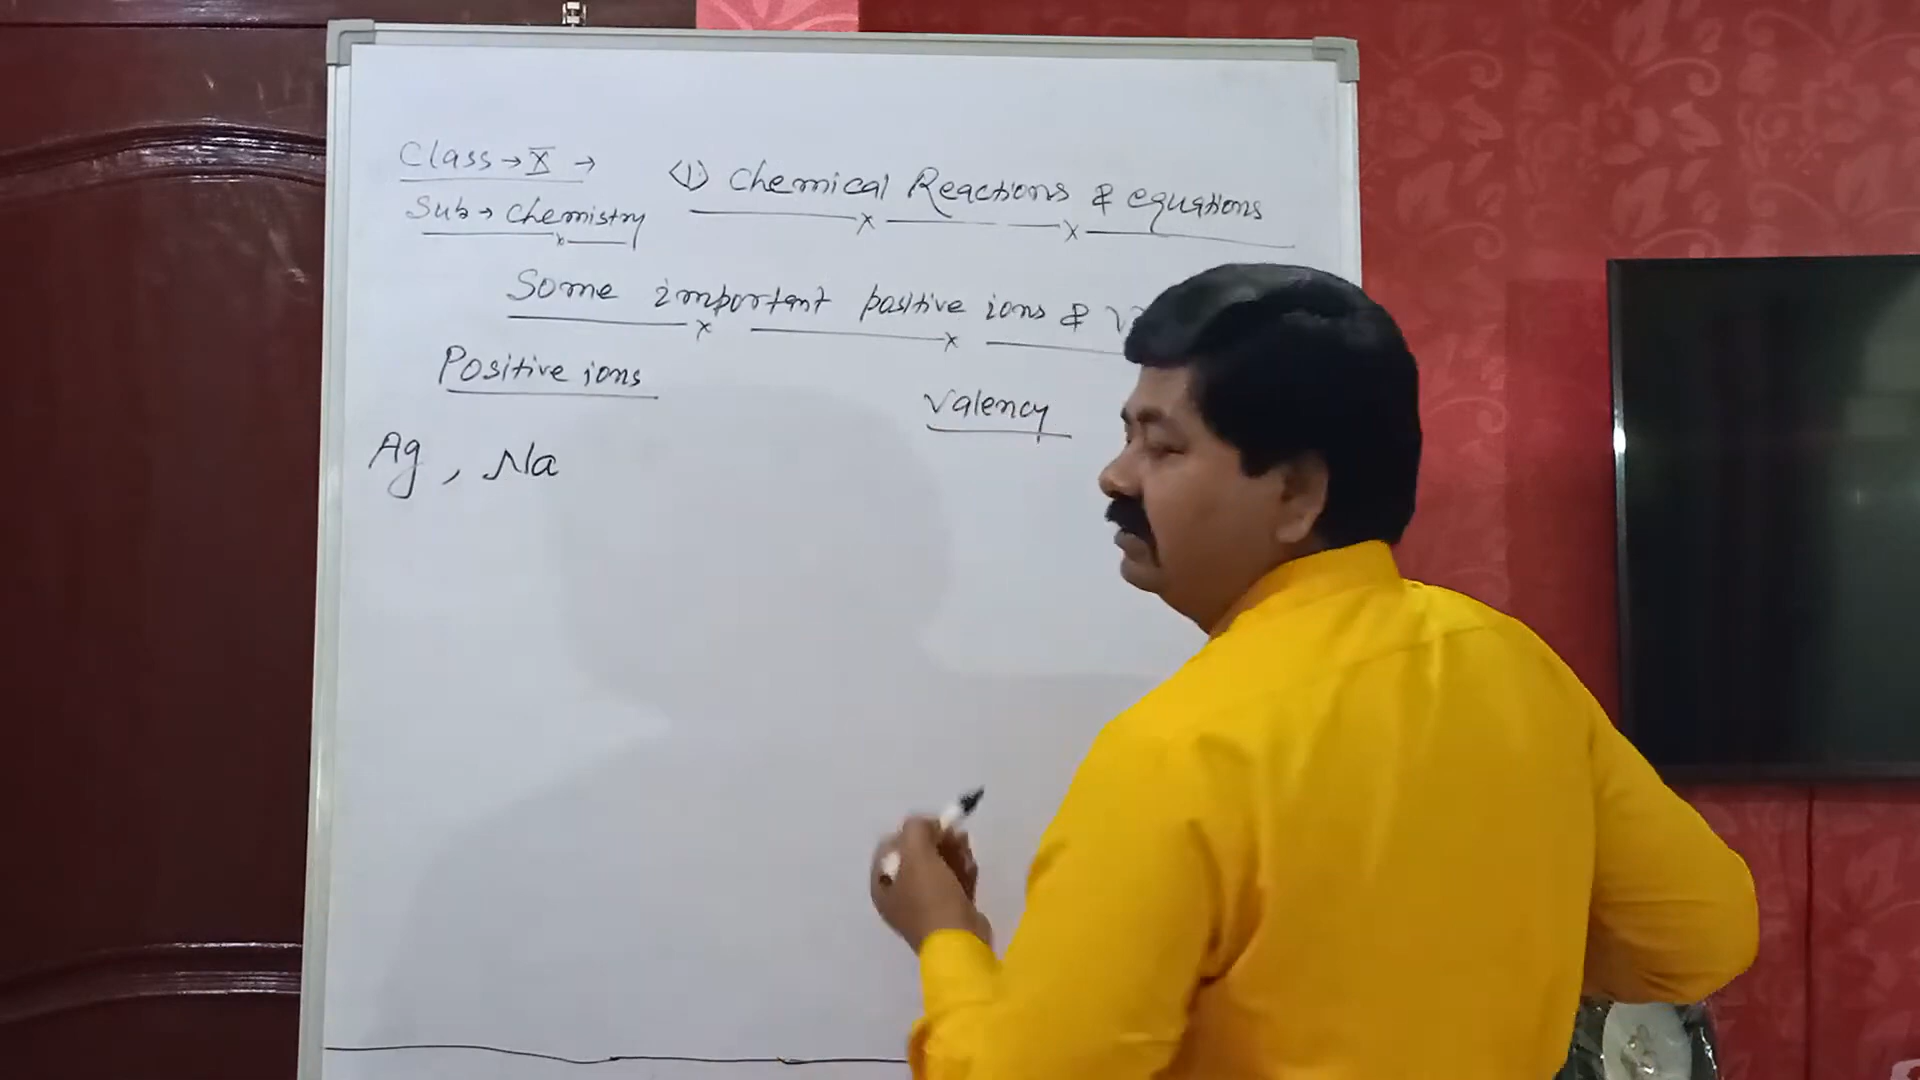 Class → X →
(1) Chemical Reactions & equations
Sub → Chemistry
Some important positive ions &
Positive ions
Valency
Ag, Na